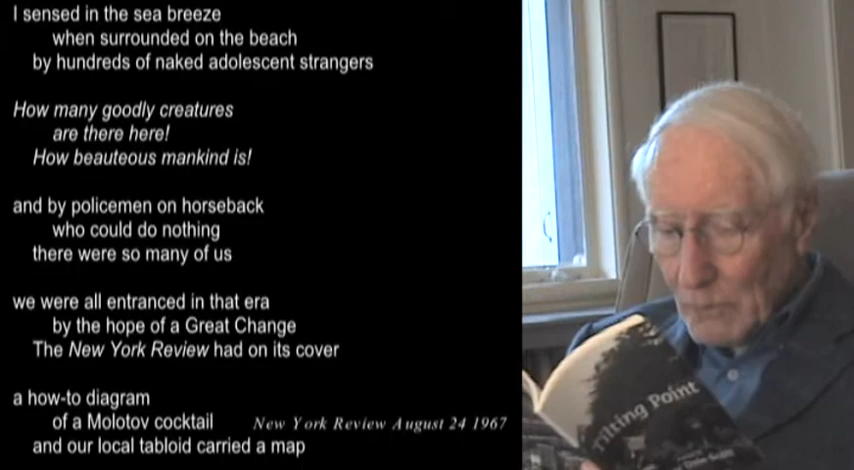 I sensed in the sea breeze
when surrounded on the beach
by hundreds of naked adolescent strangers
How many goodly creatures
are there here!
How beauteous mankind is!
and by policemen on horseback
who could do nothing
there were so many of us
we were all entranced in that era
by the hope of a Great Change
The New York Review had on its cover
a how-to diagram
of a Molotov cocktail New York Review August 24 1967
and our local tabloid carried a map
Tilting Point